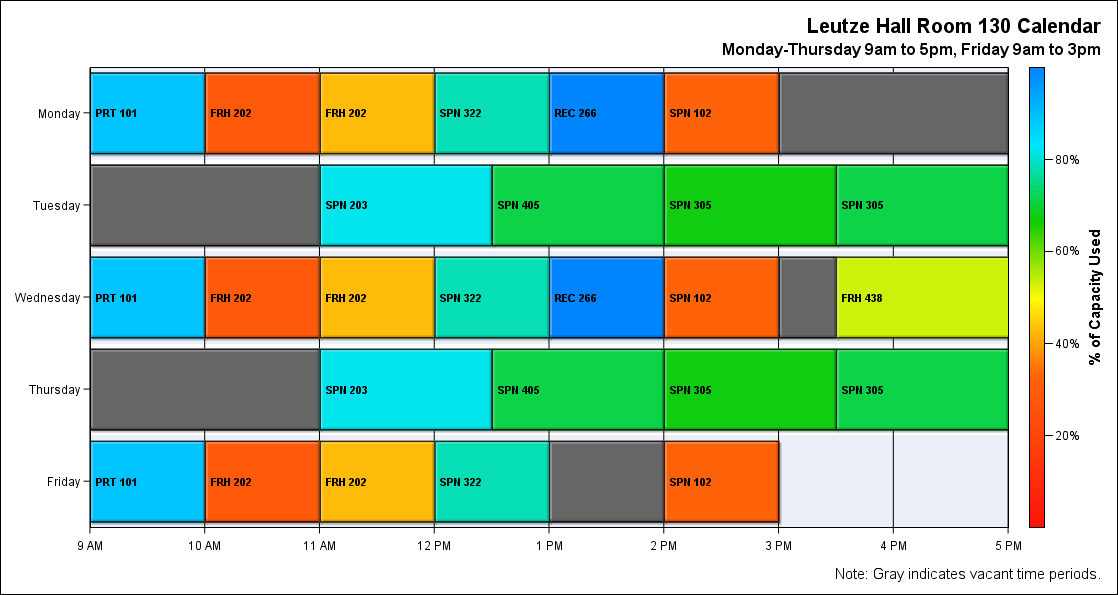 Leutze Hall Room 130 Calendar
Monday-Thursday 9am to 5pm, Friday 9am to 3pm
Monday
PRT 101
FRH 202
FRH 202
SPN 322
REC 266
SPN 102
Tuesday
SPN 203
SPN 405
SPN 305
SPN 305
Wednesday
PRT 101
FRH 202
FRH 202
SPN 322
REC 266
SPN 102
FRH 438
Thursday
SPN 203
SPN 405
SPN 305
SPN 305
Friday
PRT 101
FRH 202
FRH 202
SPN 322
SPN 102
9 AM
10 AM
11 AM
12 PM
1 PM
2 PM
3 PM
4 PM
5 PM
80%
60%
40%
20%
% of Capacity Used
Note: Gray indicates vacant time periods.